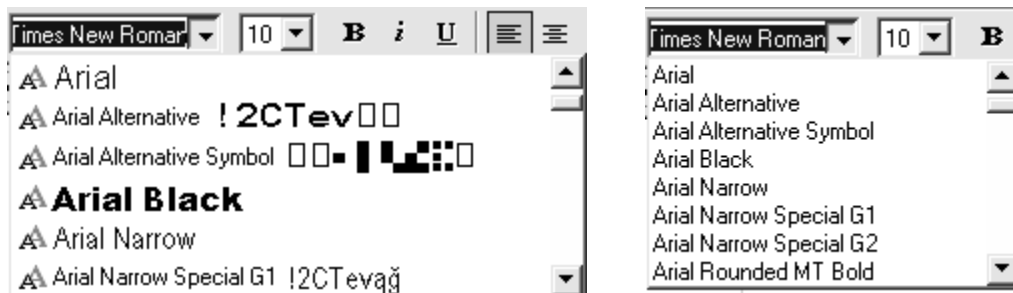 Times New Roman 10 B i U
Arial
Arial Alternative !2CTev
Arial Alternative Symbol
Arial Black
Arial Narrow
Arial Narrow Special G1 !2CTevąğ
Times New Roman 10 B
Arial
Arial Alternative
Arial Alternative Symbol
Arial Black
Arial Narrow
Arial Narrow Special G1
Arial Narrow Special G2
Arial Rounded MT Bold